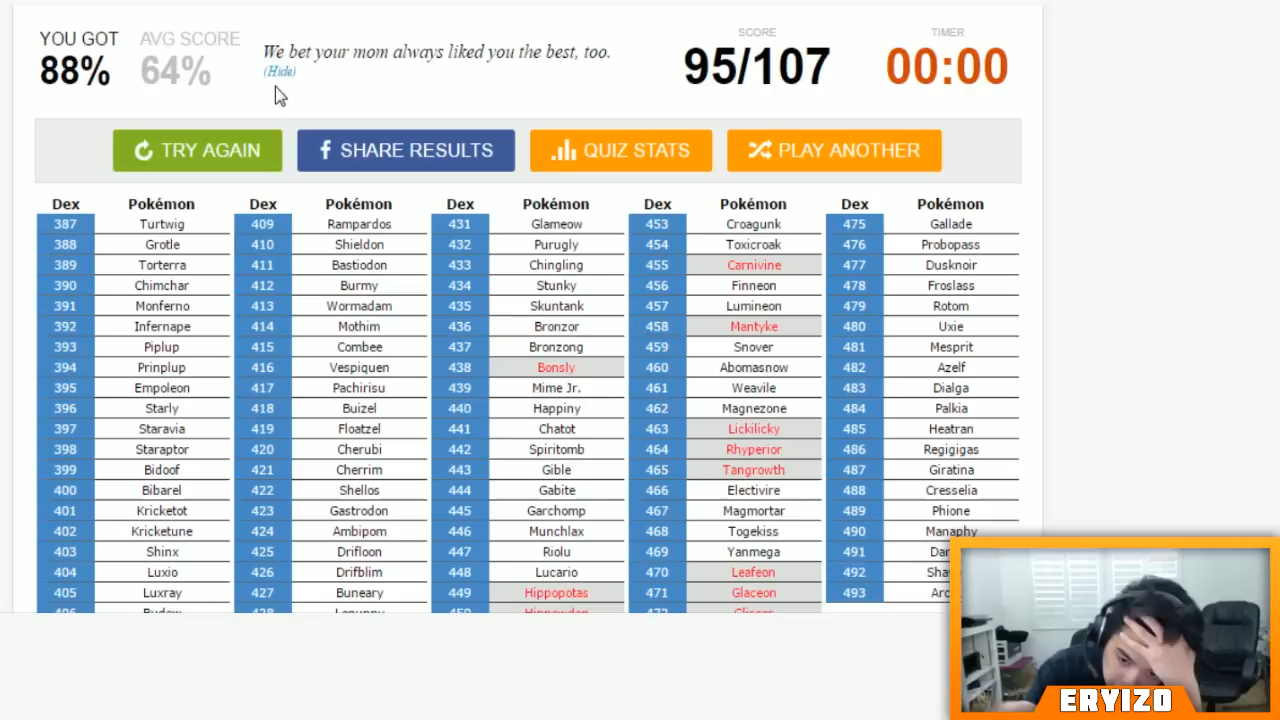 YOU GOT AVG SCORE We bet your mom always liked you the best, too. SCORE TIMER
88% 64% (Hide) 95/107 00:00
TRY AGAIN SHARE RESULTS QUIZ STATS PLAY ANOTHER
Dex Pokémon Dex Pokémon Dex Pokémon Dex Pokémon Dex Pokémon
387 Turtwig 409 Rampardos 431 Glameow 453 Croagunk 475 Gallade
388 Grotle 410 Shieldon 432 Purugly 454 Toxicroak 476 Probopass
389 Torterra 411 Bastiodon 433 Chingling 455 Carnivine 477 Dusknoir
390 Chimchar 412 Burmy 434 Stunky 456 Finneon 478 Froslass
391 Monferno 413 Wormadam 435 Skuntank 457 Lumineon 479 Rotom
392 Infernape 414 Mothim 436 Bronzor 458 Mantyke 480 Uxie
393 Piplup 415 Combee 437 Bronzong 459 Snover 481 Mesprit
394 Prinplup 416 Vespiquen 438 Bonsly 460 Abomasnow 482 Azelf
395 Empoleon 417 Pachirisu 439 Mime Jr. 461 Weavile 483 Dialga
396 Starly 418 Buizel 440 Happiny 462 Magnezone 484 Palkia
397 Staravia 419 Floatzel 441 Chatot 463 Lickilicky 485 Heatran
398 Staraptor 420 Cherubi 442 Spiritomb 464 Rhyperior 486 Regigigas
399 Bidoof 421 Cherrim 443 Gible 465 Tangrowth 487 Giratina
400 Bibarel 422 Shellos 444 Gabite 466 Electivire 488 Cresselia
401 Kricketot 423 Gastrodon 445 Garchomp 467 Magmortar 489 Phione
402 Kricketune 424 Ambipom 446 Munchlax 468 Togekiss 490 Manaphy
403 Shinx 425 Drifloon 447 Riolu 469 Yanmega 491
404 Luxio 426 Drifblim 448 Lucario 470 Leafeon 492
405 Luxray 427 Buneary 449 Hippopotas 471 Glaceon 493
ERYIZO